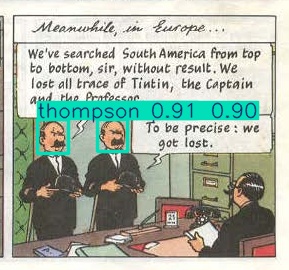 Meanwhile, in Europe...
We've searched South America from top
to bottom, sir, without result. We
lost all trace of Tintin, the Captain
and the Professor
thompson 0.91 0.90
To be precise: we
got lost.
21